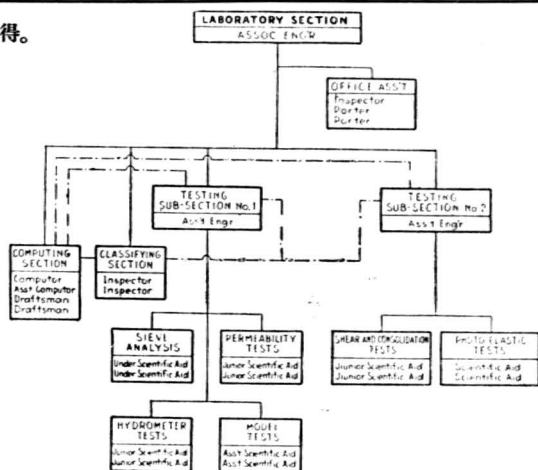 得。
LABORATORY SECTION
ASSOC ENG'R
OFFICE ASS'T
Inspector
Porter
Porter
TESTING
SUB-SECTION No.1
Ass't Engr
TESTING
SUB-SECTION No 2
Ass't Eng'r
COMPUTING
SECTION
Computor
Asst Computor
Draftsman
Draftsman
CLASSIFYING
SECTION
Inspector
Inspector
SIEVE
ANALYSIS
Under Scientific Aid
Under Scientific Aid
PERMEABILITY
TESTS
Junior Scientific Aid
Junior Scientific Aid
SHEAR AND CONSOLIDATION
TESTS
Jiunior Scientific Aid
Jiunior Scientific Aid
PHOTO ELASTIC
TESTS
Scientific Aid
Scientific Aid
HYDROMETER
TESTS
Junior Scientific Aid
Junior Scientific Aid
MODEL
TESTS
Asst Scientific Aid
Asst Scientific Aid